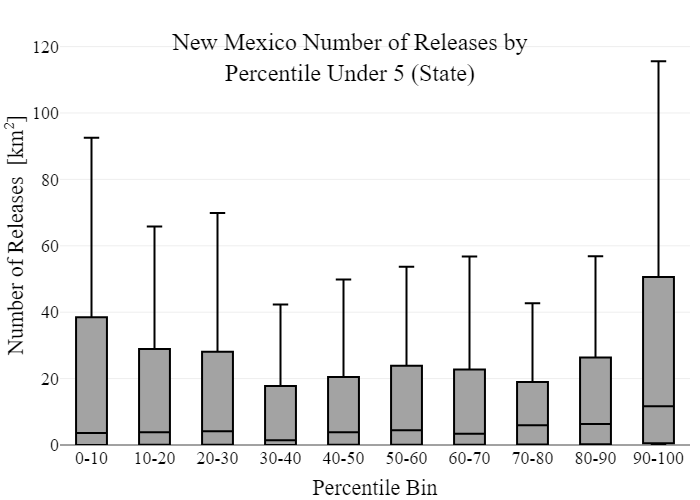 New Mexico Number of Releases by
Percentile Under 5 (State)
Number of Releases [km²]
120
100
80
60
40
20
0
0-10 10-20 20-30 30-40 40-50 50-60 60-70 70-80 80-90 90-100
Percentile Bin